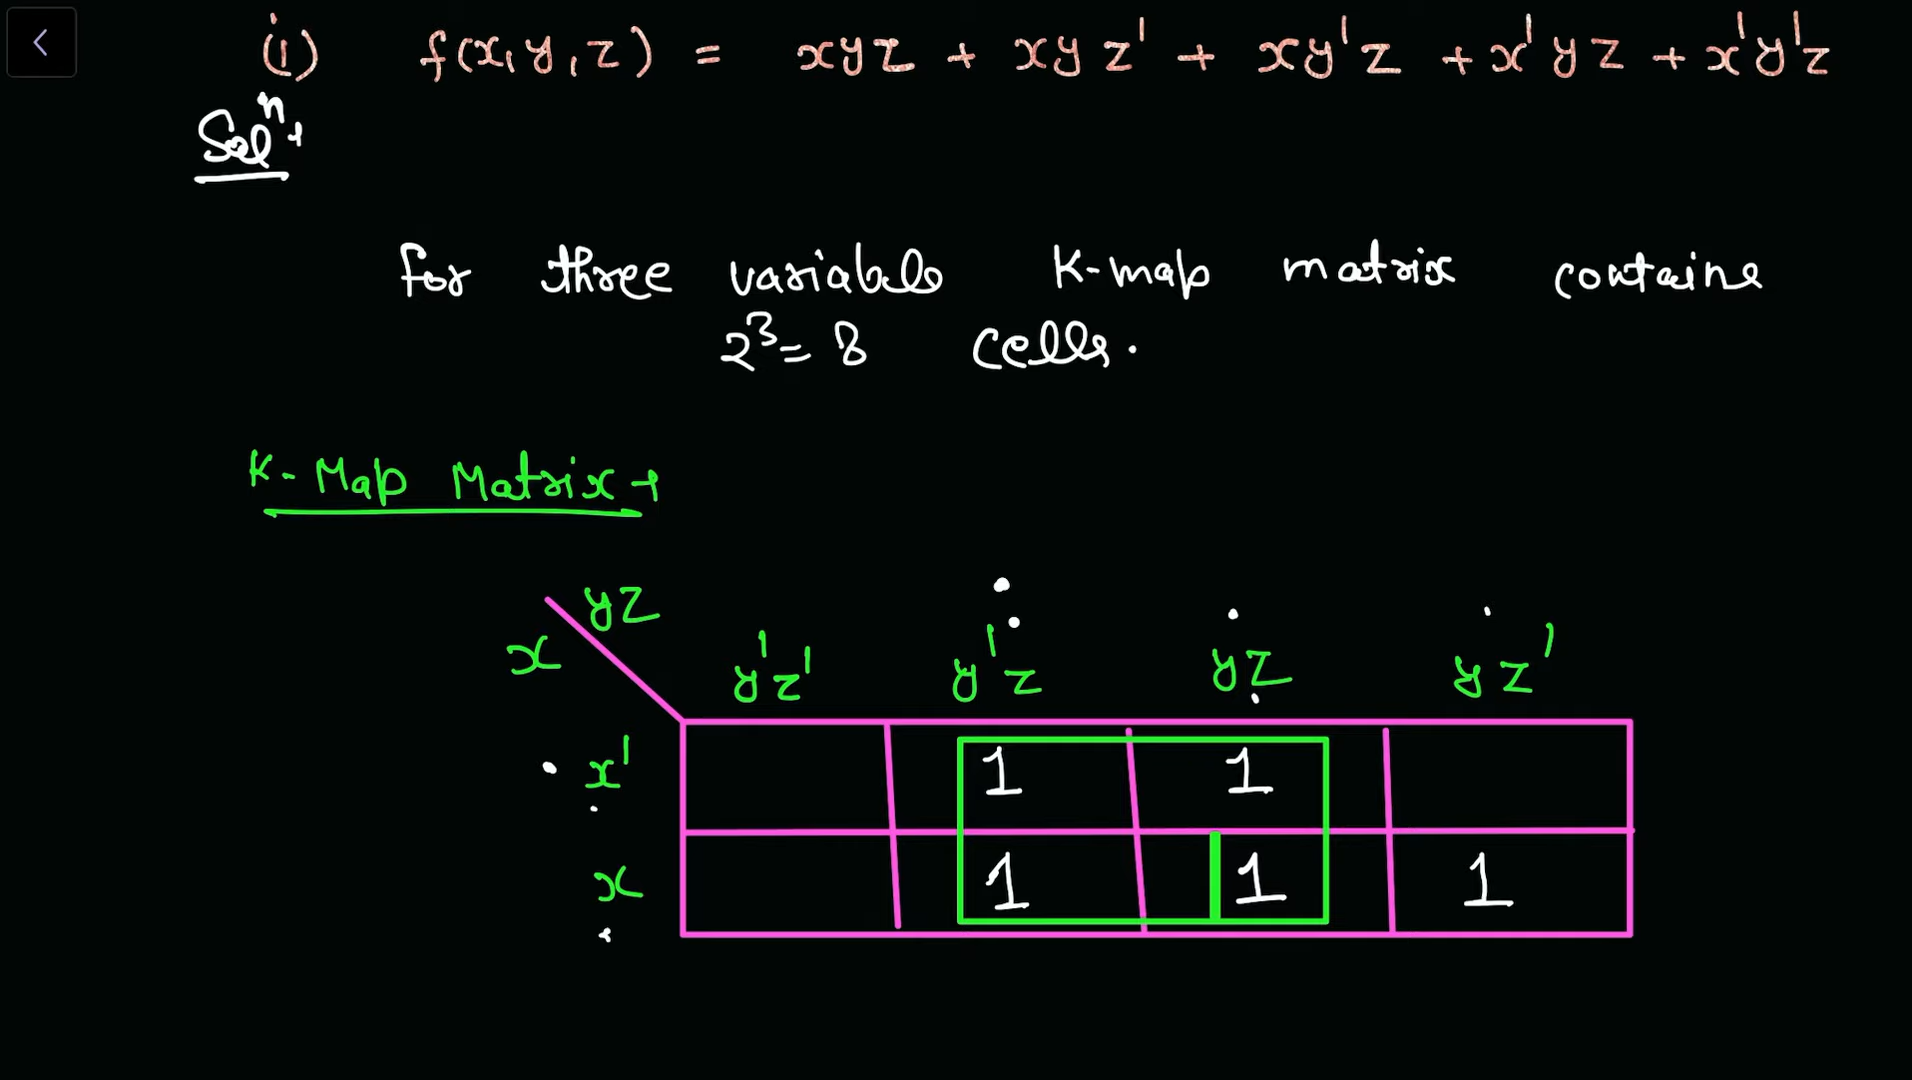 (i) f(x,y,z) = xyz + xyz' + xy'z + x'yz + x'y'z
Solⁿ→
for three variable K-map matrix contains
2³ = 8 cells.
K-Map Matrix→
yz
x
y'z' y'z yz yz'
x' 1 1
x 1 1 1